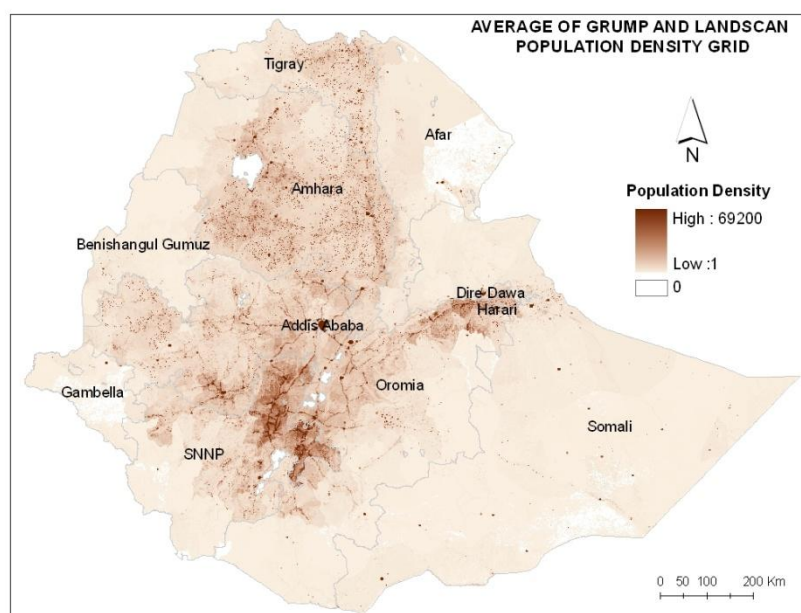 AVERAGE OF GRUMP AND LANDSCAN
POPULATION DENSITY GRID
Tigray
Afar
N
Amhara
Population Density
High : 69200
Low :1
0
Benishangul Gumuz
Dire Dawa
Harari
Addis Ababa
Gambella
Oromia
Somali
SNNP
0 50 100 200 Km